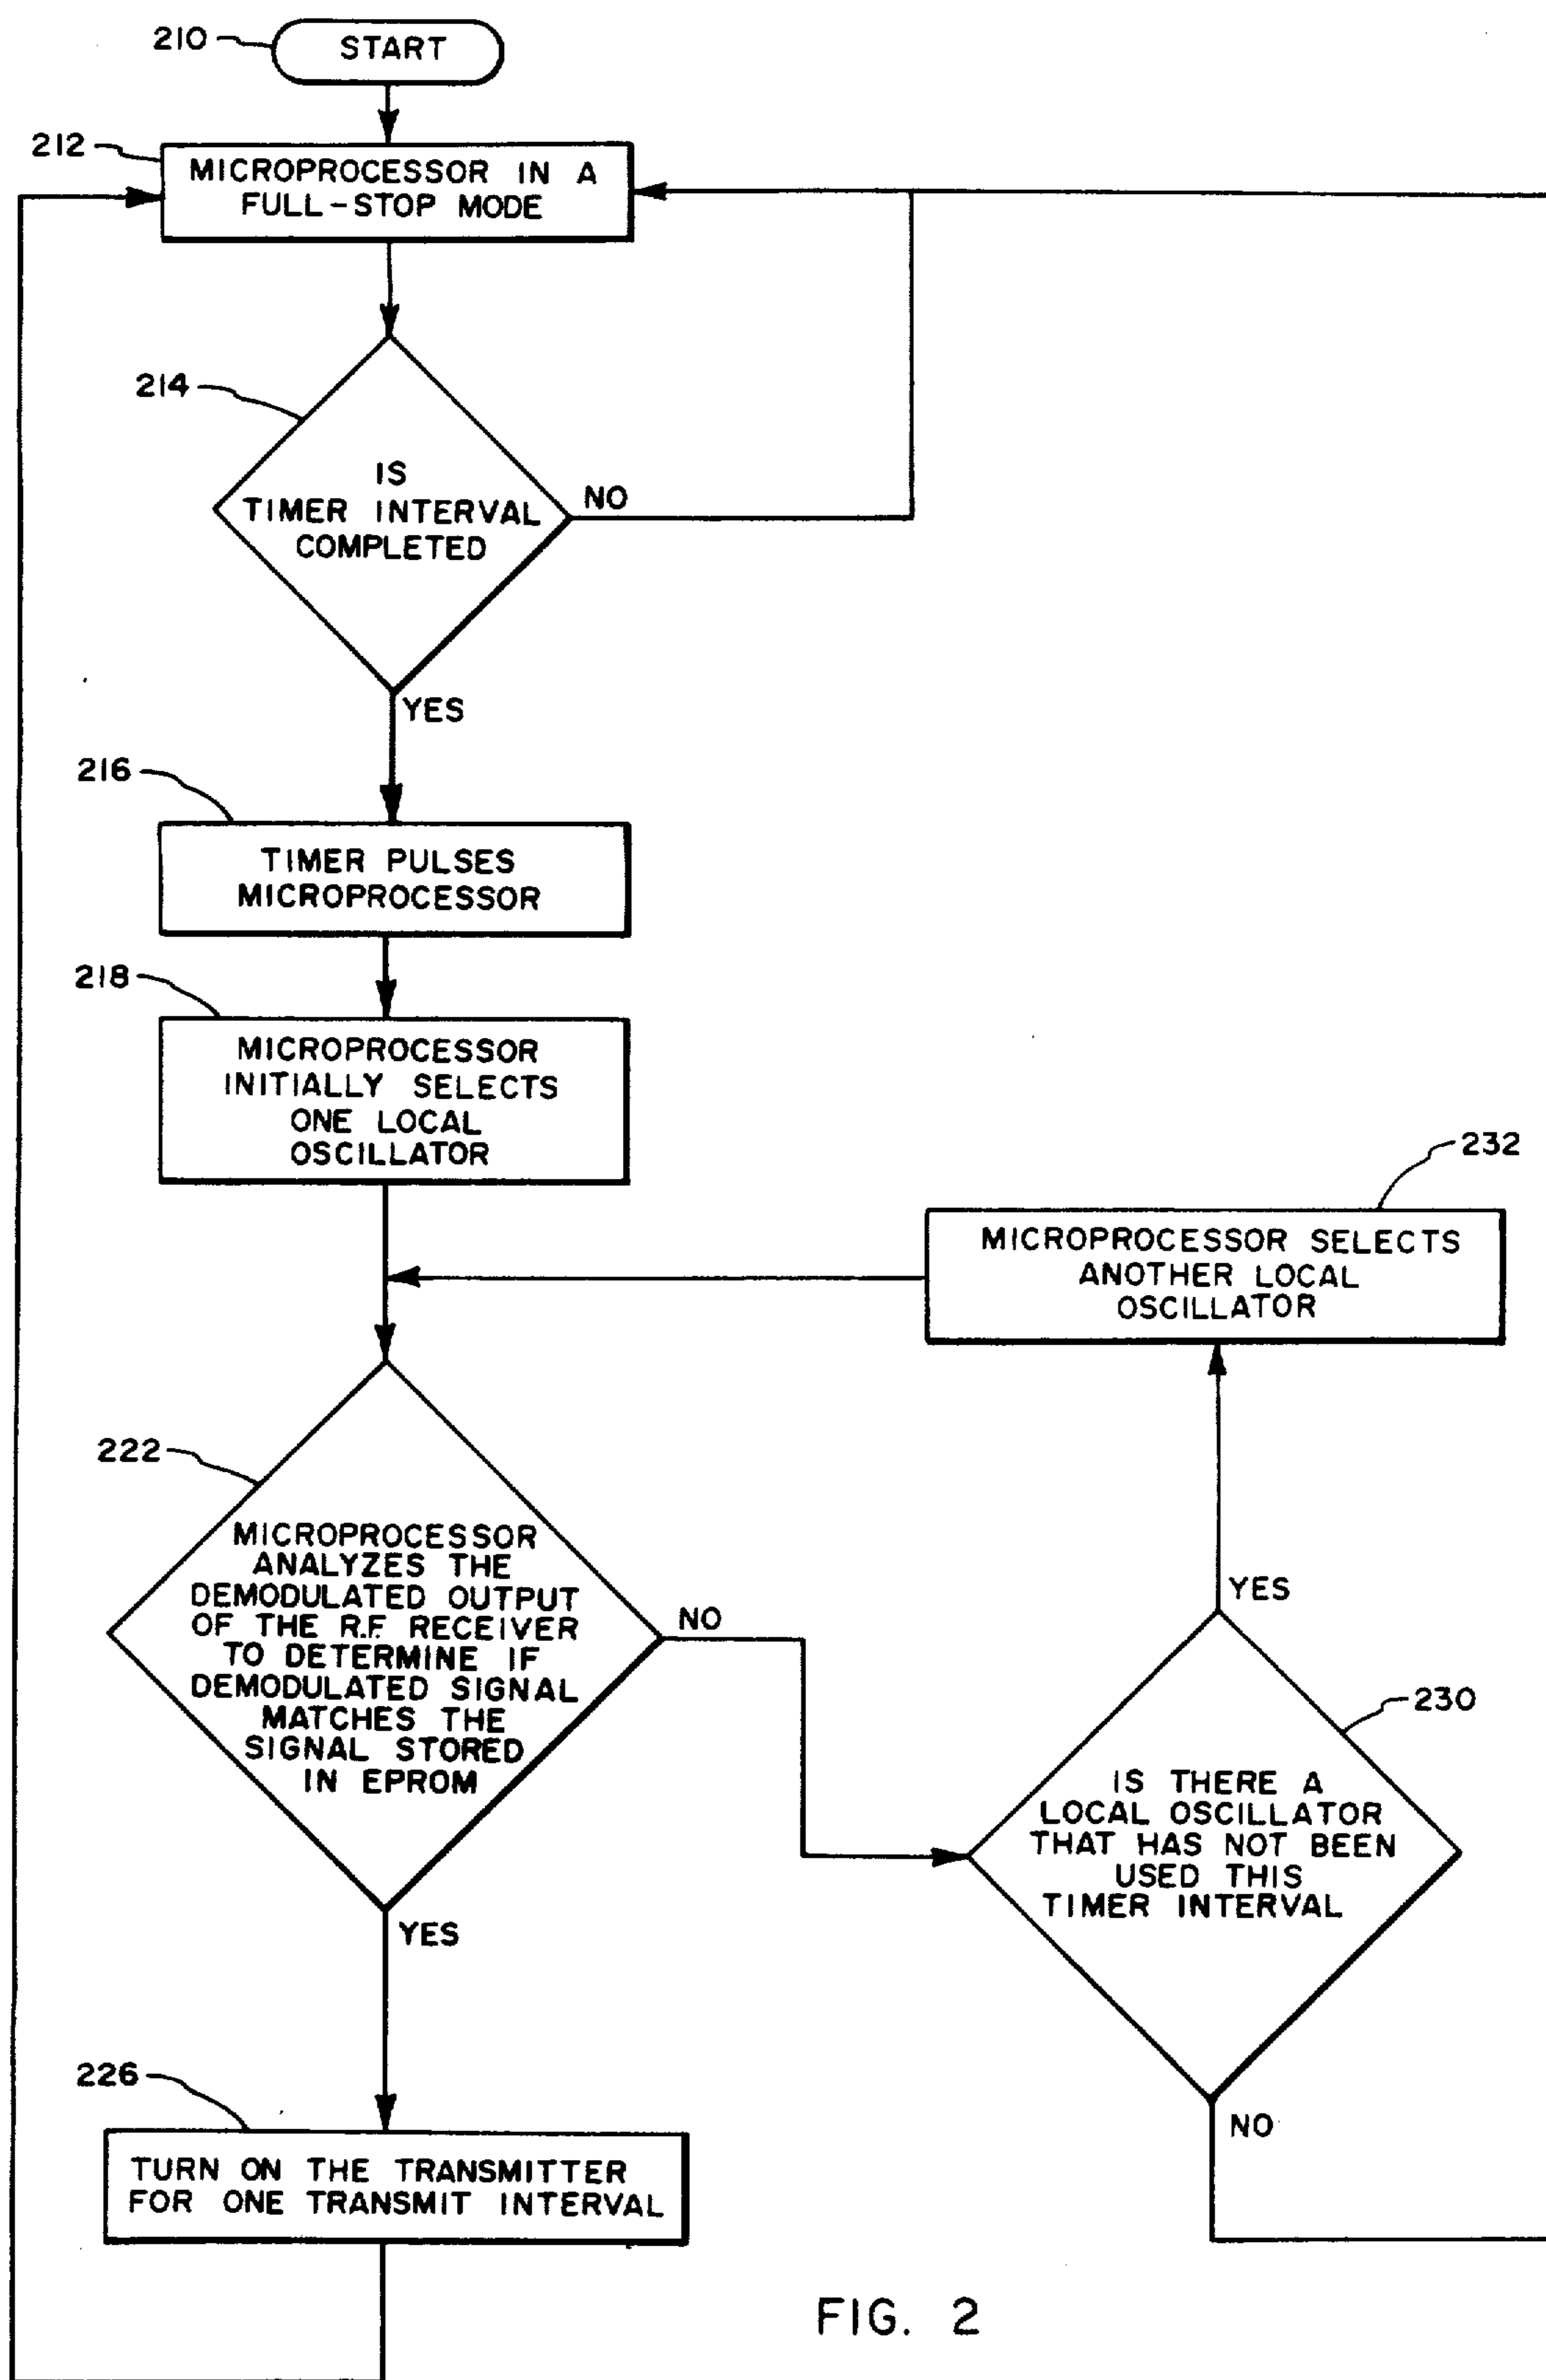 210
START
212
MICROPROCESSOR IN A
FULL-STOP MODE
214
IS
TIMER INTERVAL
COMPLETED
NO
YES
216
TIMER PULSES
MICROPROCESSOR
218
MICROPROCESSOR
INITIALLY SELECTS
ONE LOCAL
OSCILLATOR
232
MICROPROCESSOR SELECTS
ANOTHER LOCAL
OSCILLATOR
222
MICROPROCESSOR
ANALYZES THE
DEMODULATED OUTPUT
OF THE R.F. RECEIVER
TO DETERMINE IF
DEMODULATED SIGNAL
MATCHES THE
SIGNAL STORED
IN EPROM
NO
YES
YES
230
IS THERE A
LOCAL OSCILLATOR
THAT HAS NOT BEEN
USED THIS
TIMER INTERVAL
NO
226
TURN ON THE TRANSMITTER
FOR ONE TRANSMIT INTERVAL
FIG. 2